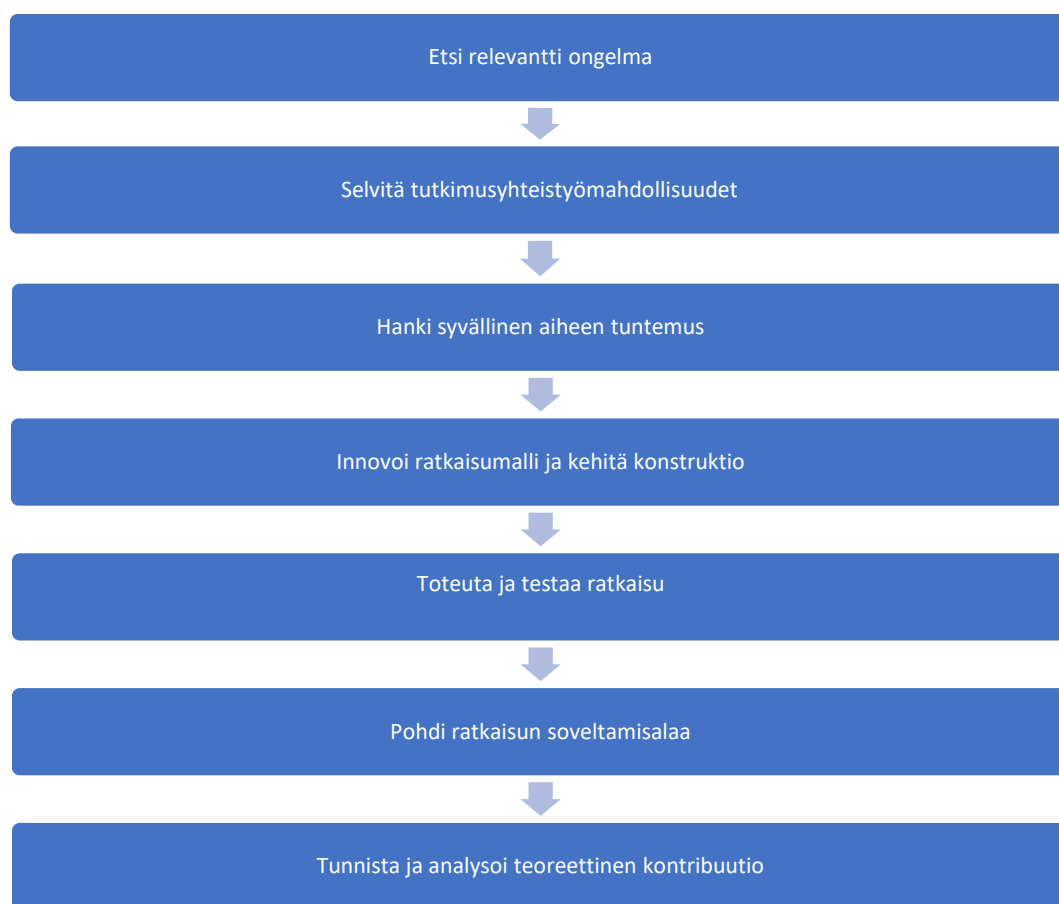 Etsi relevantti ongelma
Selvitä tutkimusyhteistyömahdollisuudet
Hanki syvällinen aiheen tuntemus
Innovoi ratkaisumalli ja kehitä konstruktio
Toteuta ja testaa ratkaisu
Pohdi ratkaisun soveltamisalaa
Tunnista ja analysoi teoreettinen kontribuutio